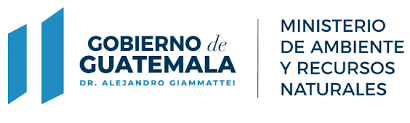 GOBIERNO de
GUATEMALA
DR. ALEJANDRO GIAMMATTEI
MINISTERIO
DE AMBIENTE
Y RECURSOS
NATURALES